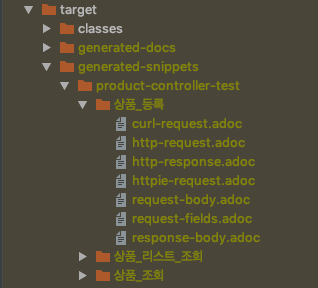 target
classes
generated-docs
generated-snippets
product-controller-test
상품_등록
curl-request.adoc
http-request.adoc
http-response.adoc
httpie-request.adoc
request-body.adoc
request-fields.adoc
response-body.adoc
상품_리스트_조회
상품_조회